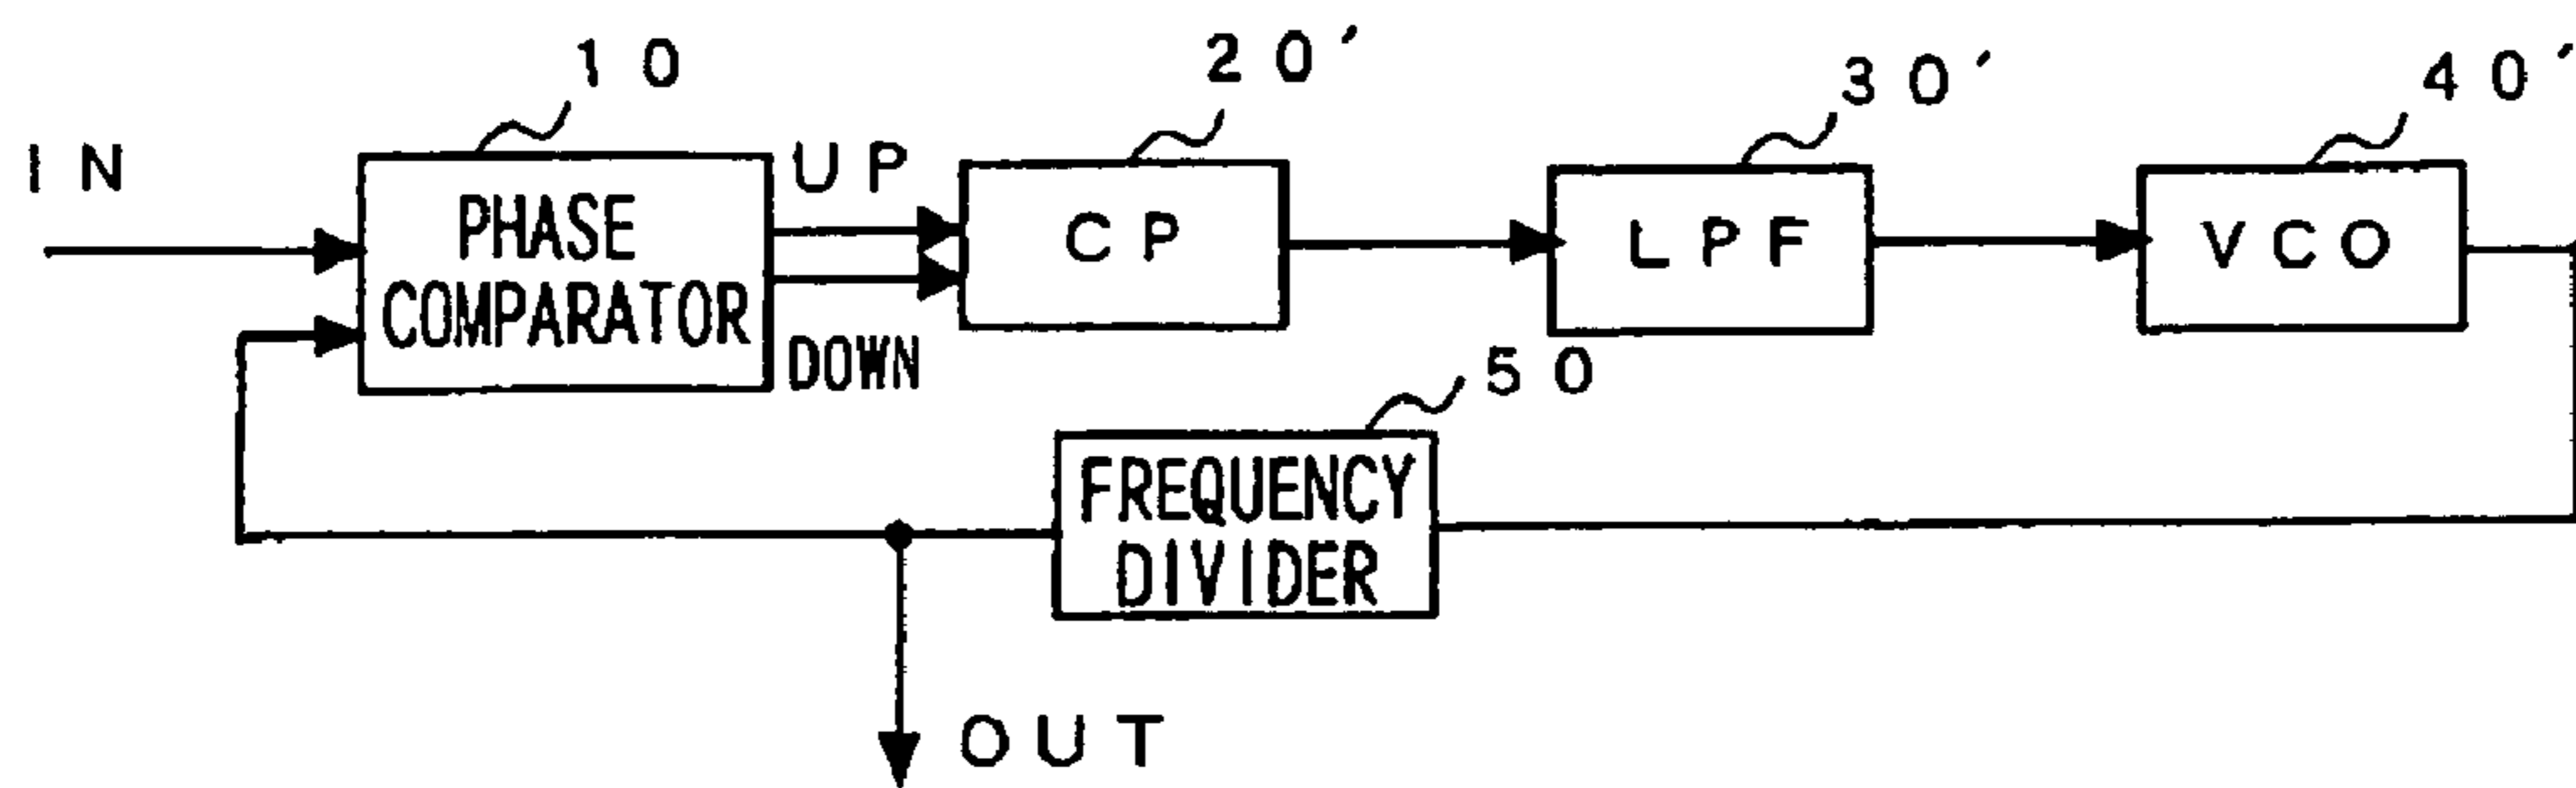 10
20'
30'
40'
IN
PHASE
COMPARATOR
UP
DOWN
CP
LPF
VCO
50
FREQUENCY
DIVIDER
OUT